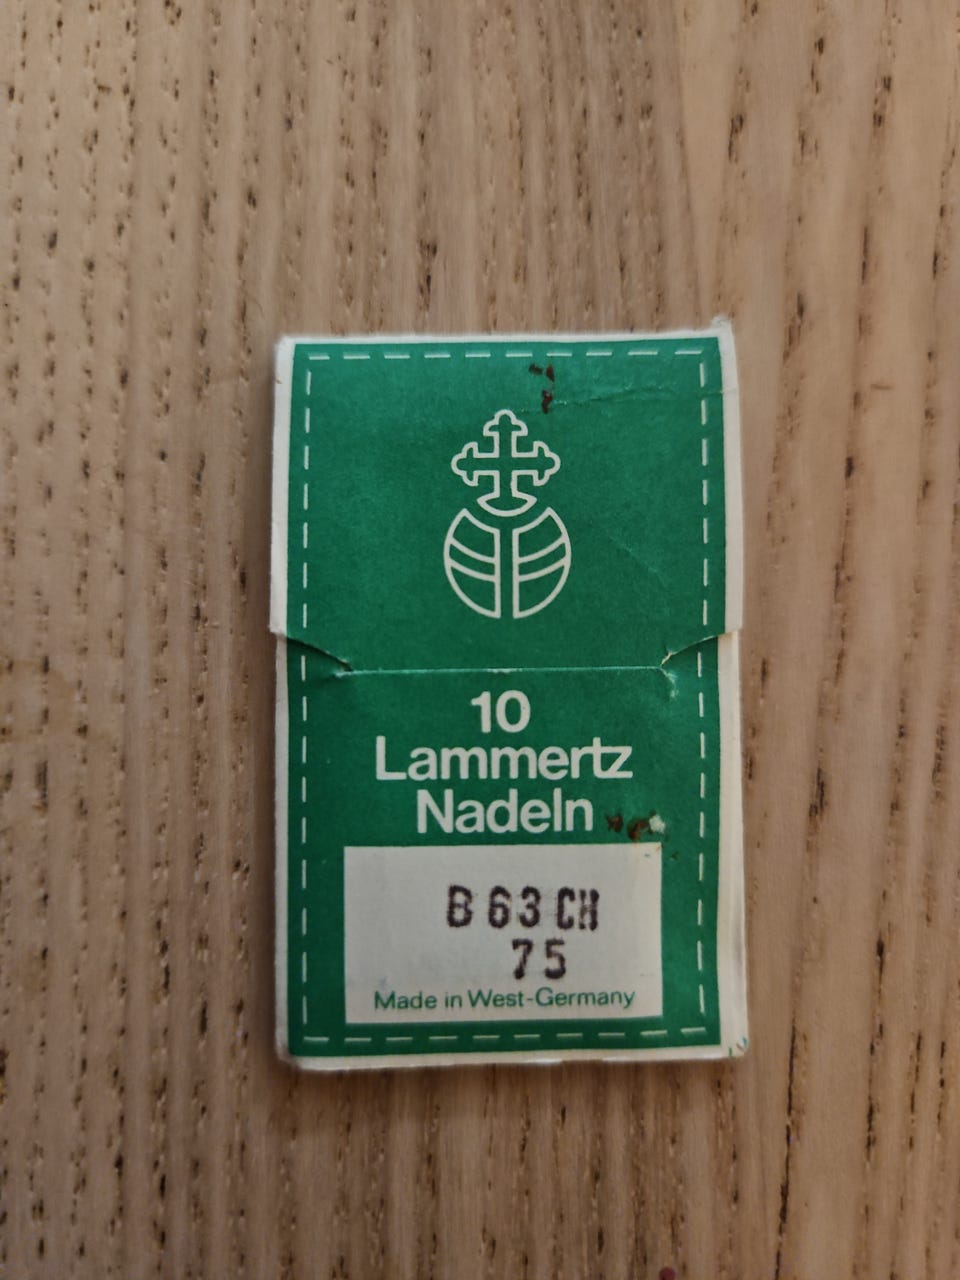 10
Lammertz
Nadeln
B 63 CH
75
Made in West-Germany